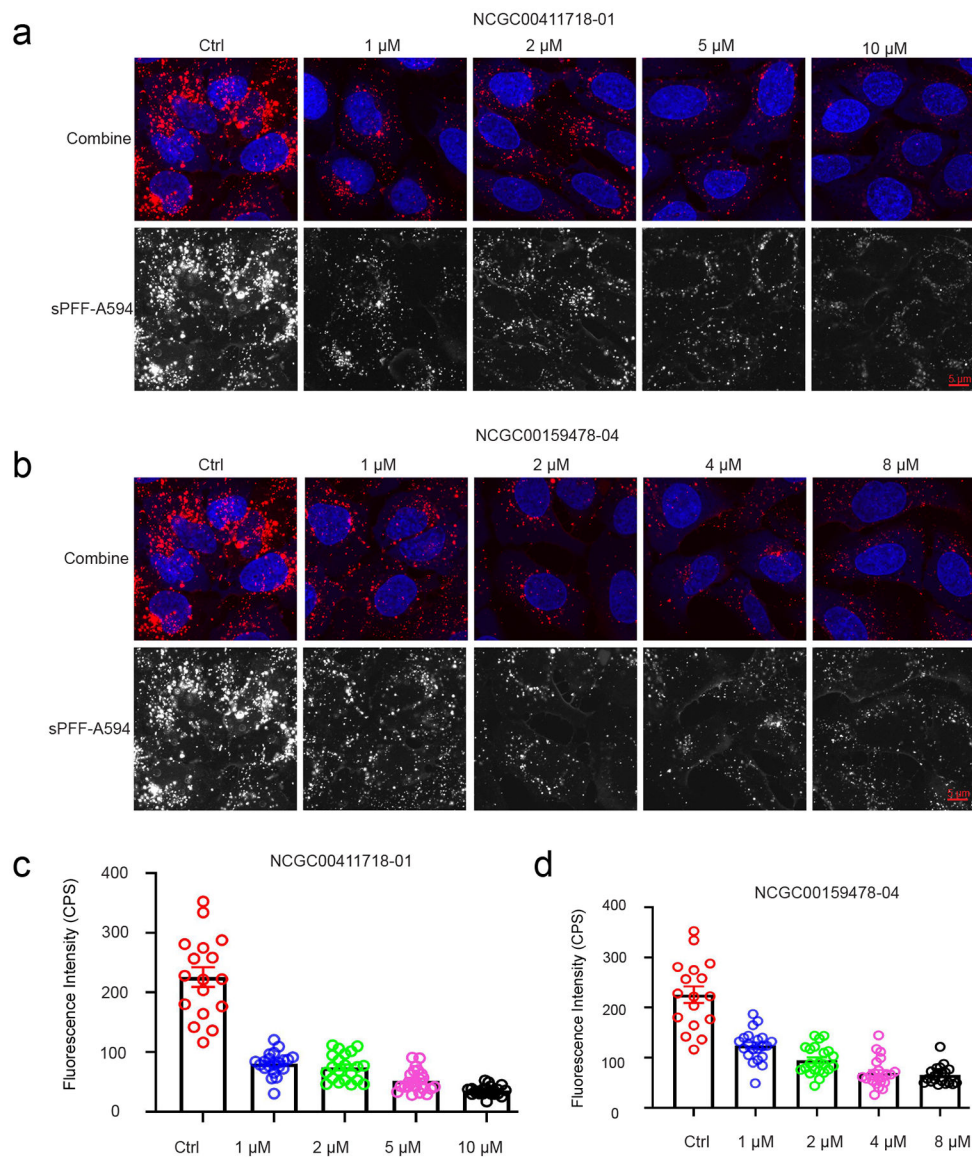 a
NCGC00411718-01
Ctrl 1 μM 2 μM 5 μM 10 μM
Combine
sPFF-A594
5 μm
b
NCGC00159478-04
Ctrl 1 μM 2 μM 4 μM 8 μM
Combine
sPFF-A594
5 μm
c
NCGC00411718-01
Fluorescence Intensity (CPS)
400
300
200
100
0
Ctrl 1 μM 2 μM 5 μM 10 μM
d
NCGC00159478-04
Fluorescence Intensity (CPS)
400
300
200
100
0
Ctrl 1 μM 2 μM 4 μM 8 μM